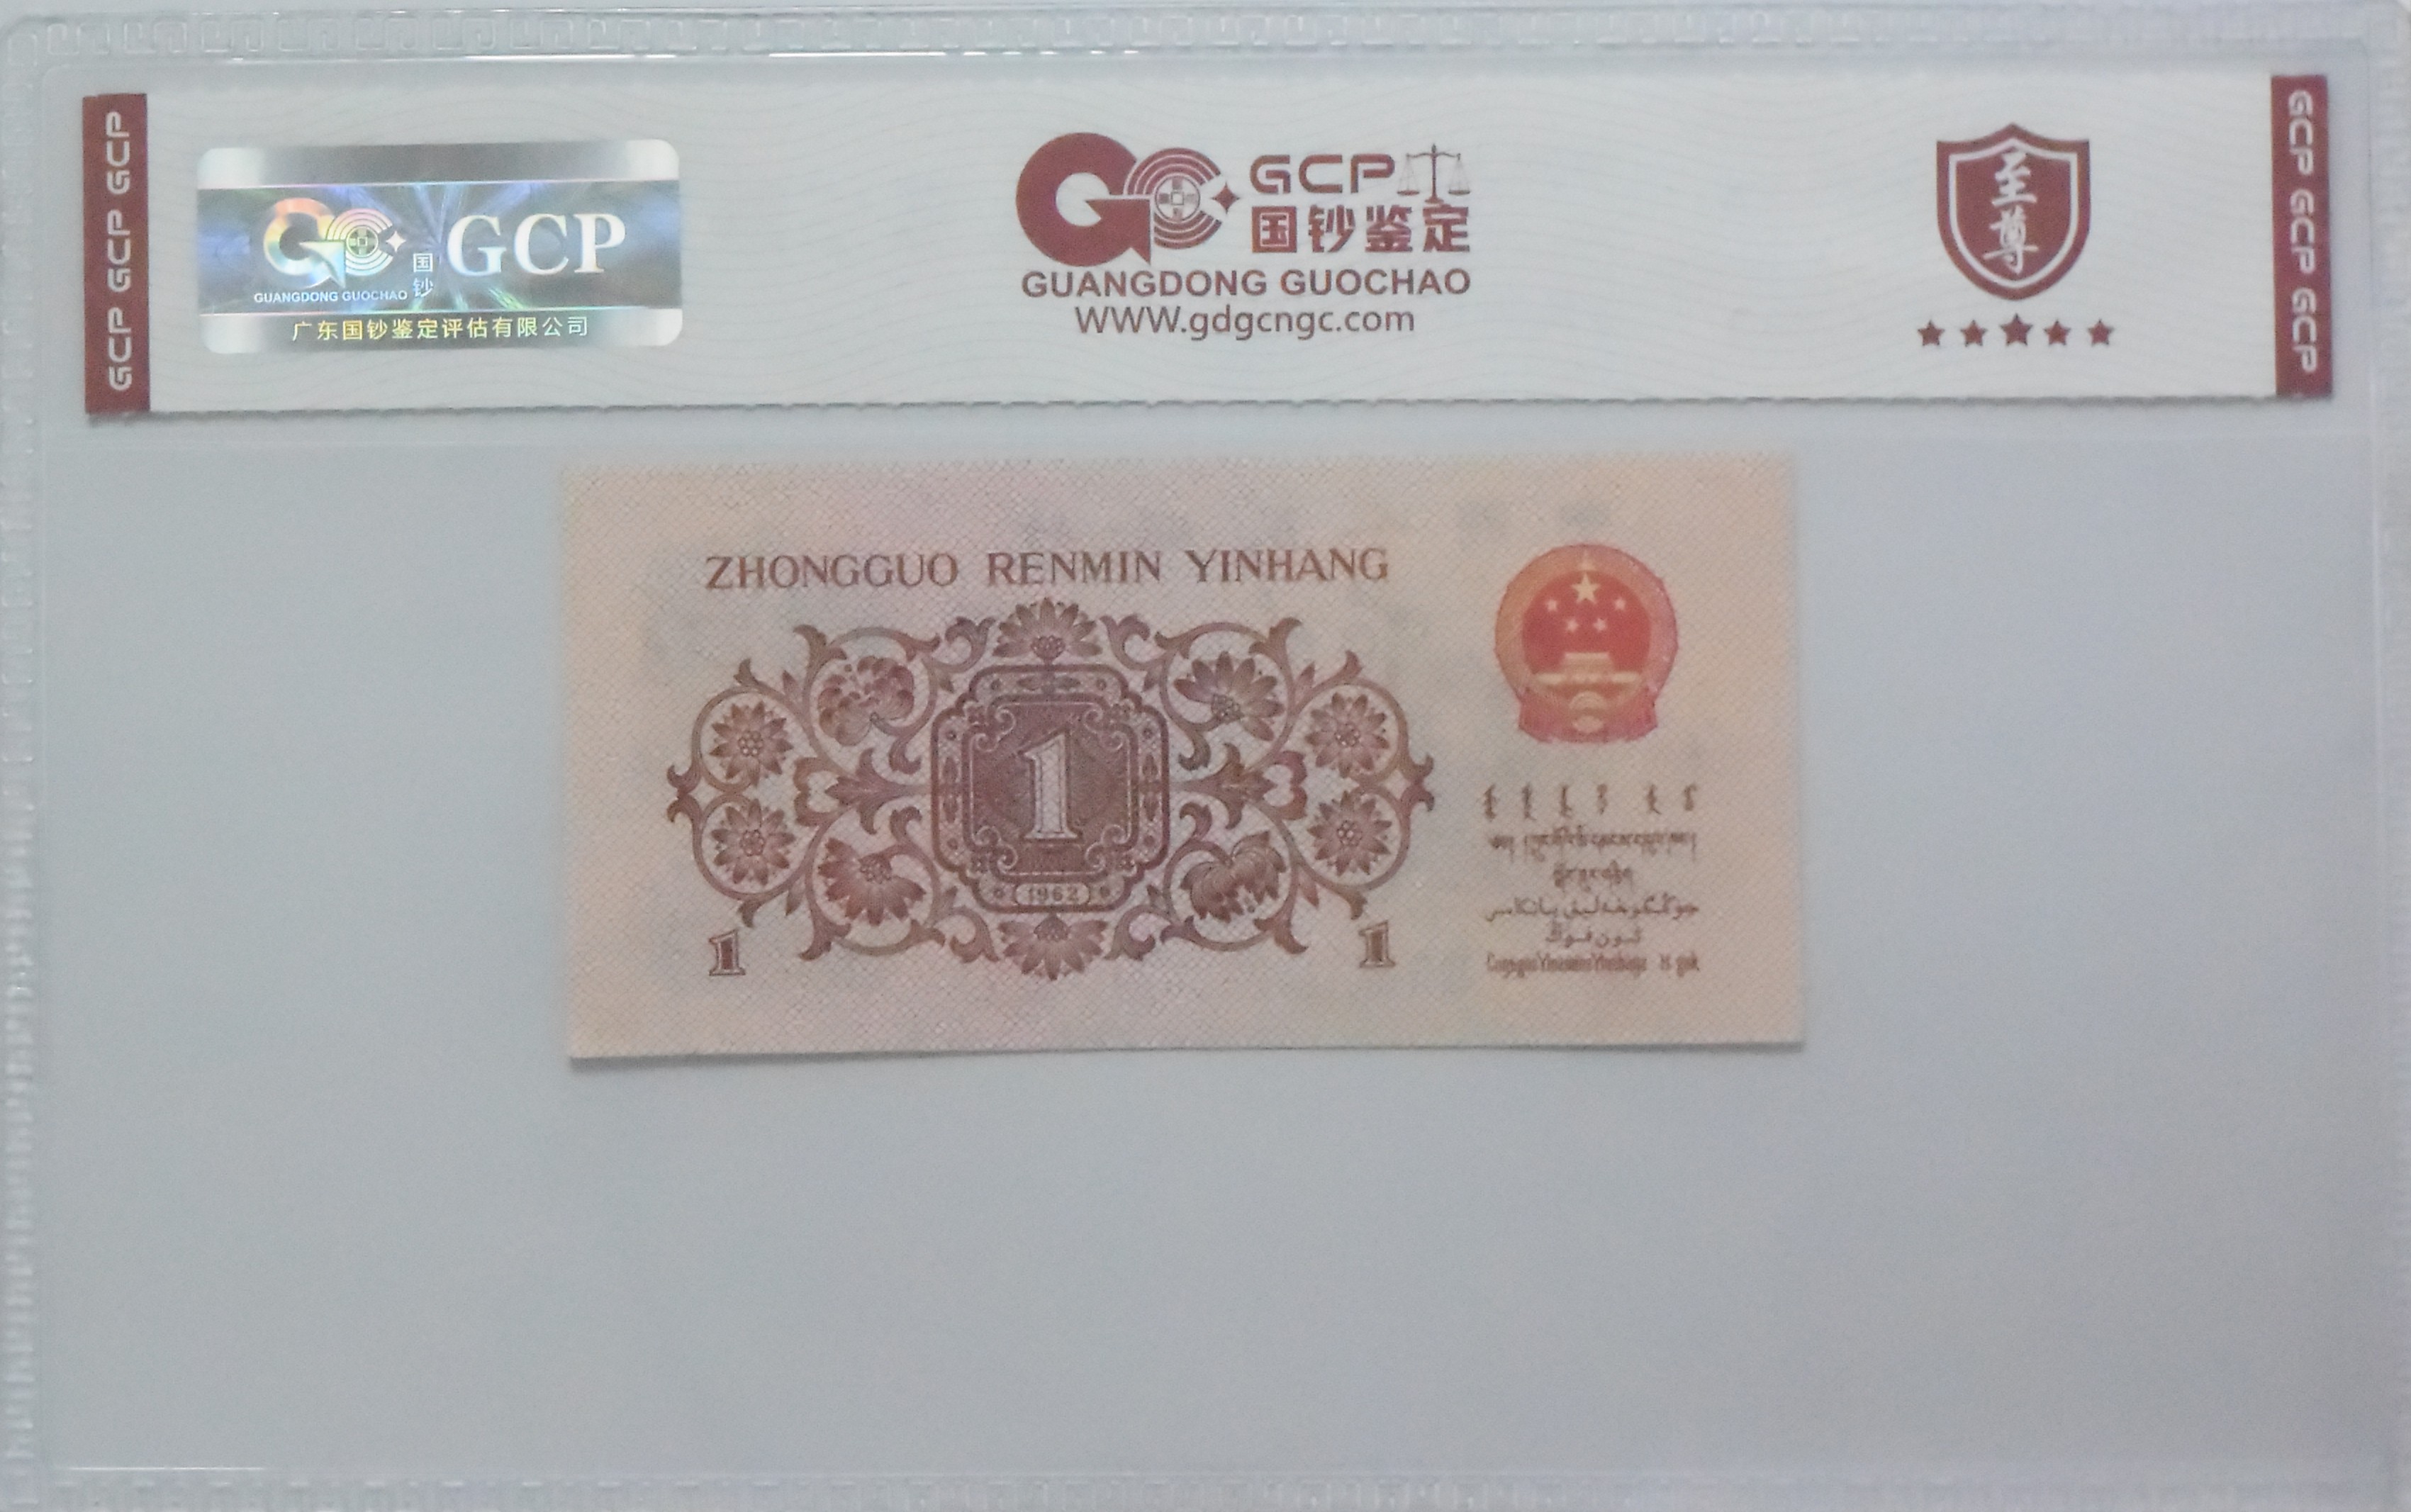 GCP GCP GCP
国钞
GCP
GUANGDONG GUOCHAO
广东国钞鉴定评估有限公司
GCP
国钞鉴定
GUANGDONG GUOCHAO
WWW.gdgcngc.com
至尊
GCP GCP GCP
ZHONGGUO RENMIN YINHANG
1
1962
1 1